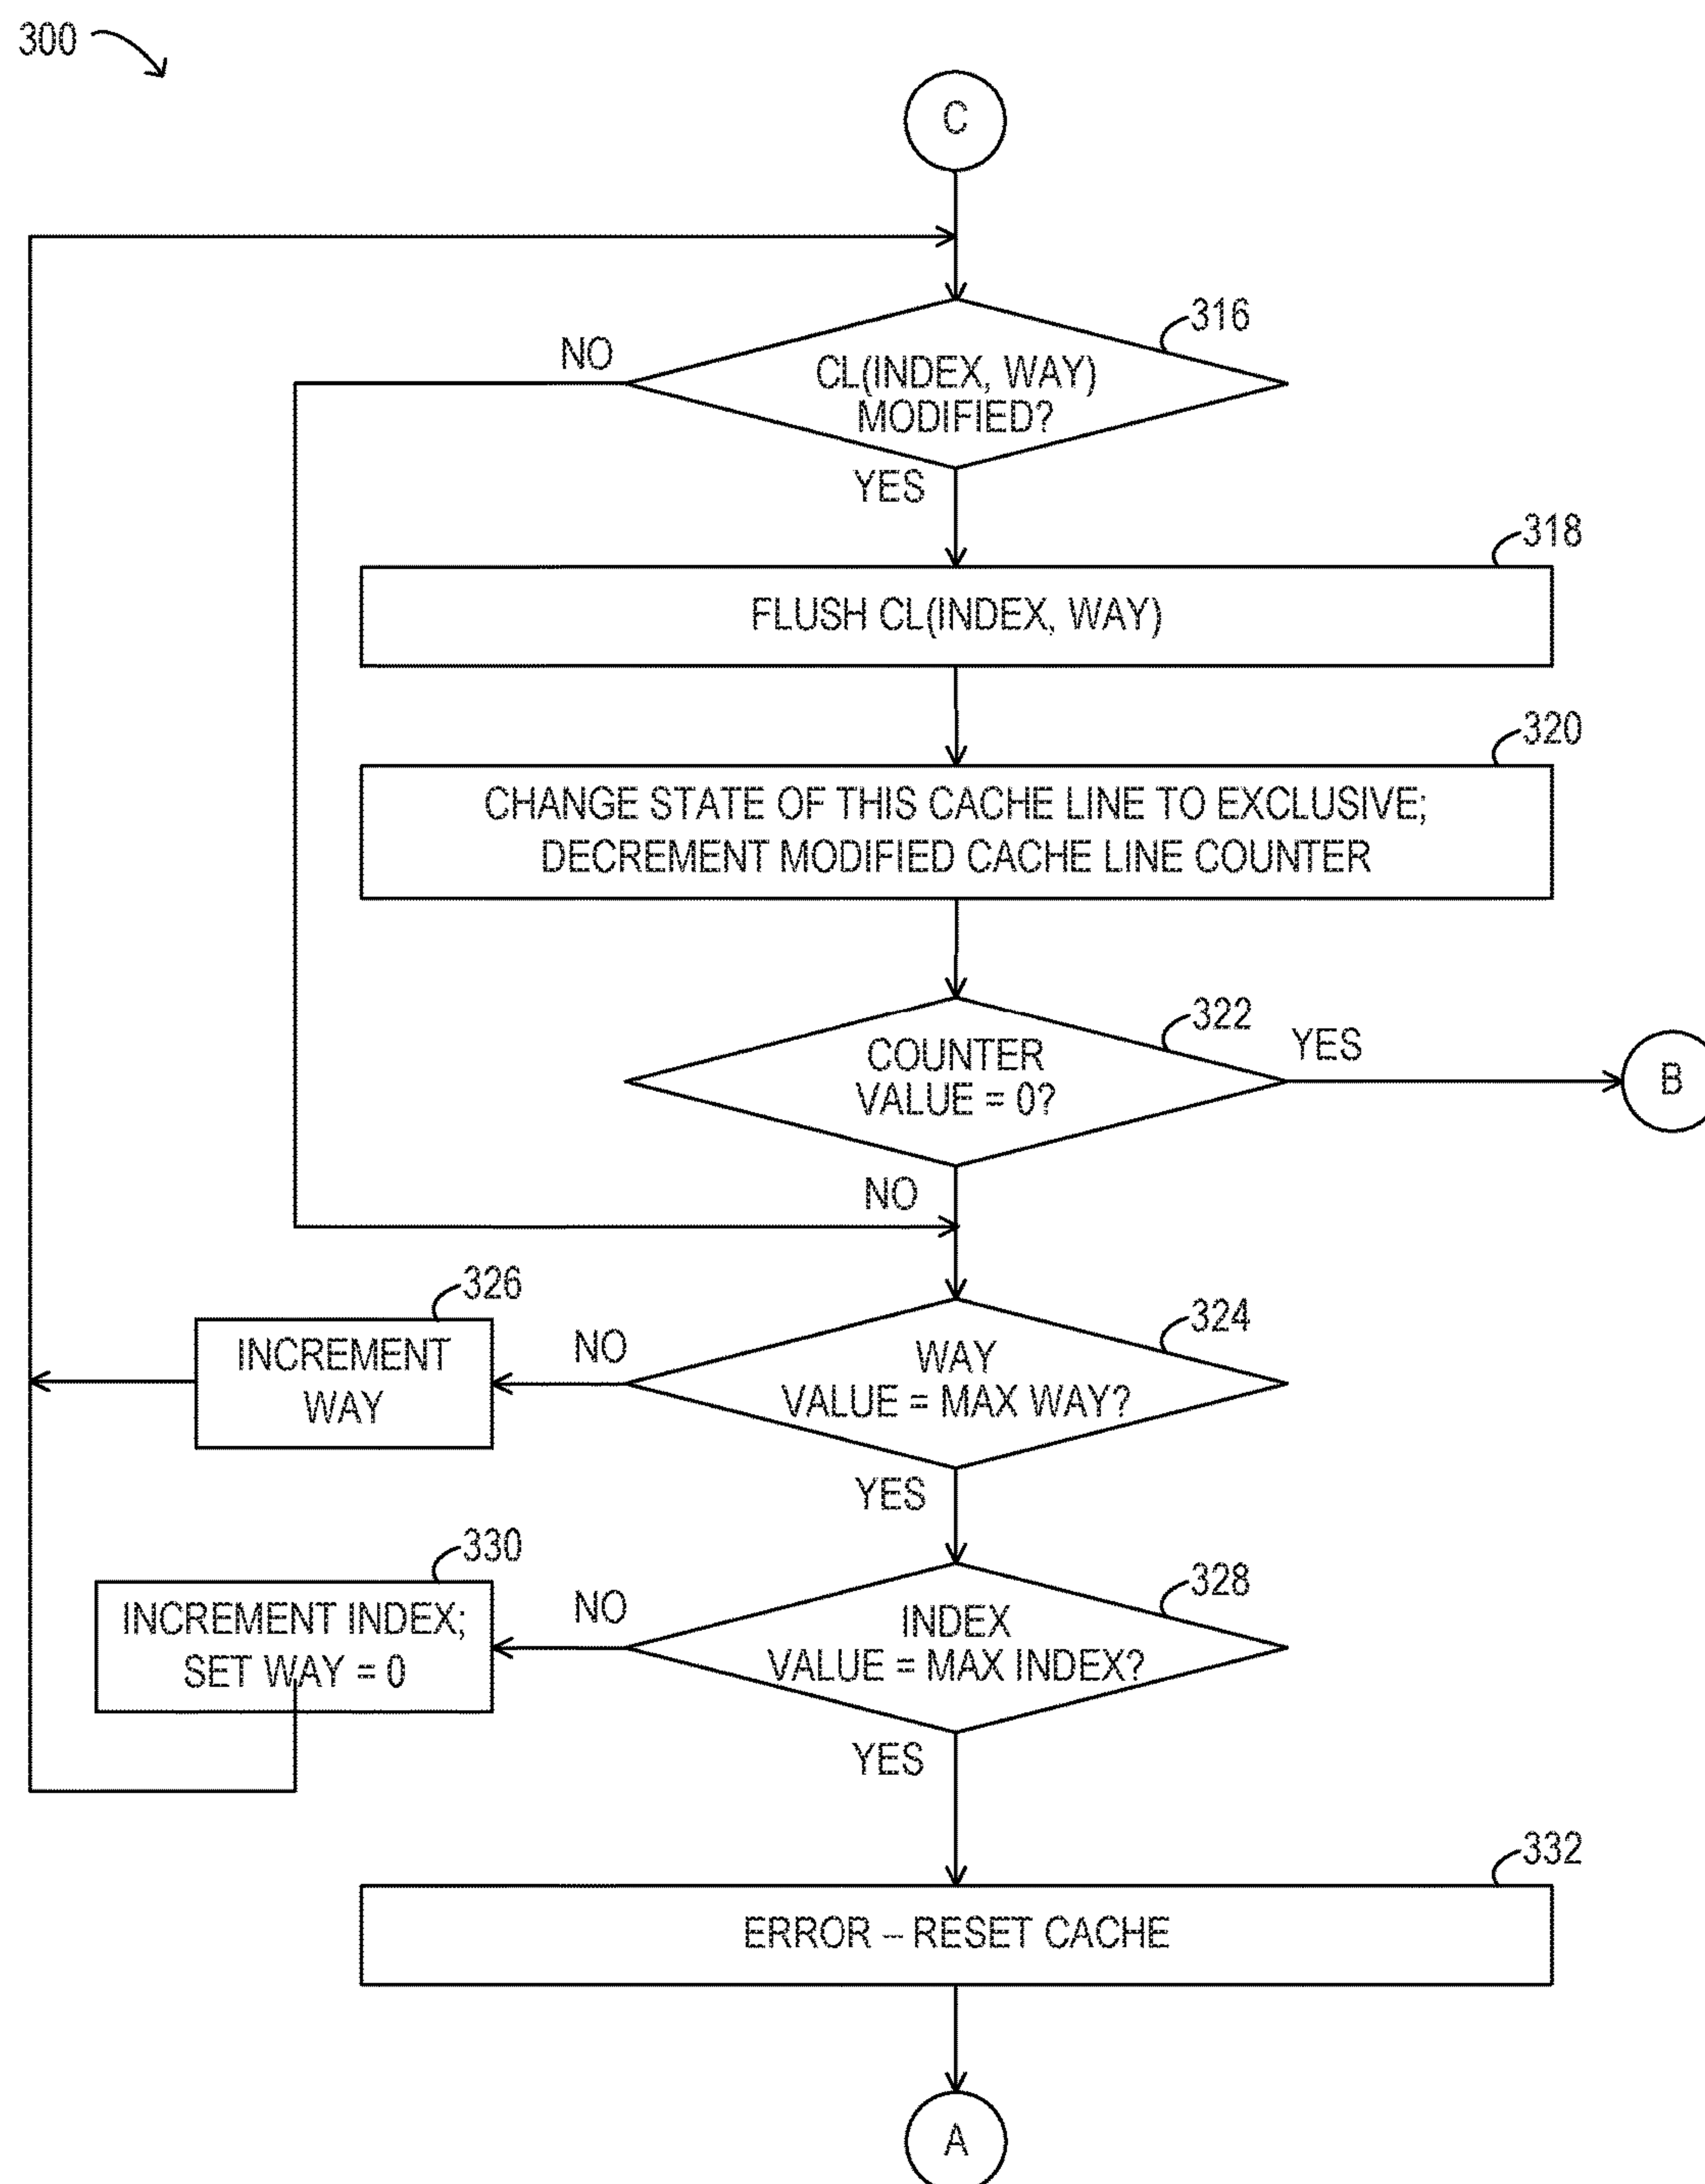 300
C
316
NO
CL(INDEX, WAY)
MODIFIED?
YES
318
FLUSH CL(INDEX, WAY)
320
CHANGE STATE OF THIS CACHE LINE TO EXCLUSIVE;
DECREMENT MODIFIED CACHE LINE COUNTER
322
YES
COUNTER
VALUE = 0?
B
NO
326
324
INCREMENT
WAY
NO
WAY
VALUE = MAX WAY?
YES
330
328
INCREMENT INDEX;
SET WAY = 0
NO
INDEX
VALUE = MAX INDEX?
YES
332
ERROR – RESET CACHE
A